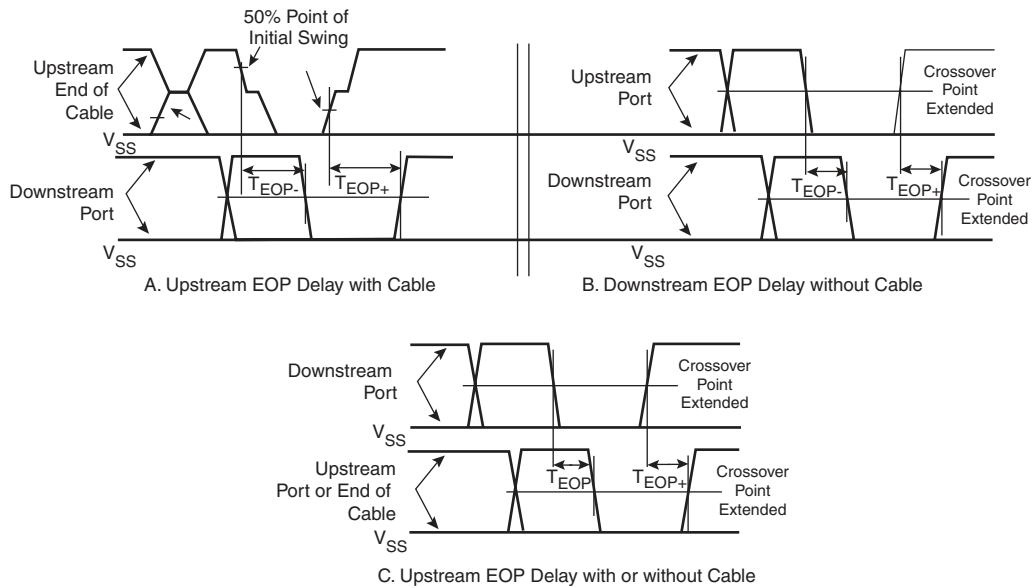 50% Point of
Initial Swing
Upstream
End of
Cable
VSS
Downstream
Port
TEOP-
TEOP+
VSS
A. Upstream EOP Delay with Cable
Upstream
Port
Crossover
Point
Extended
VSS
Downstream
Port
TEOP-
TEOP+
Crossover
Point
Extended
VSS
B. Downstream EOP Delay without Cable
Downstream
Port
Crossover
Point
Extended
VSS
Upstream
Port or End of
Cable
TEOP
TEOP+
Crossover
Point
Extended
VSS
C. Upstream EOP Delay with or without Cable